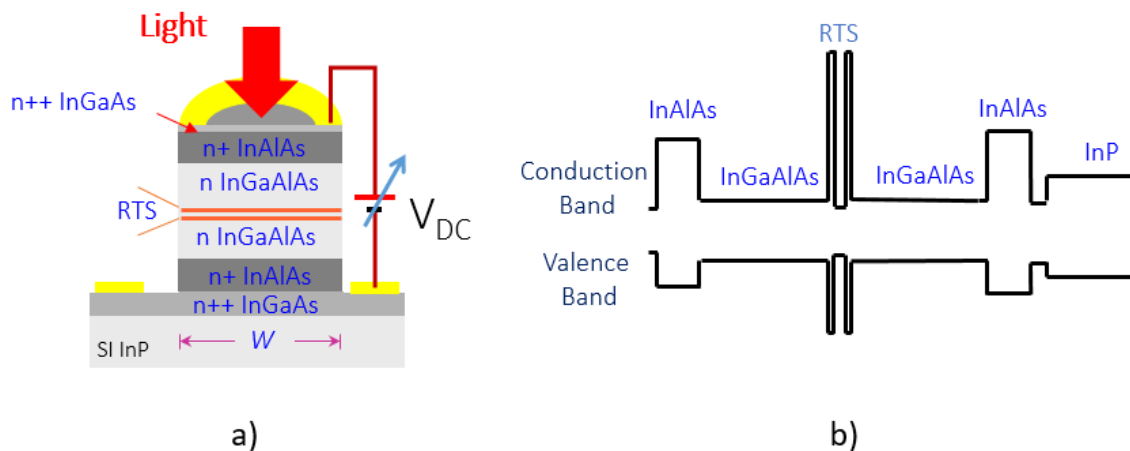 Light
n++ InGaAs
n+ InAlAs
n InGaAlAs
RTS
n InGaAlAs
n+ InAlAs
n++ InGaAs
W
SI InP
V_DC
a)
RTS
InAlAs
InAlAs
InP
Conduction
Band
InGaAlAs
InGaAlAs
Valence
Band
b)